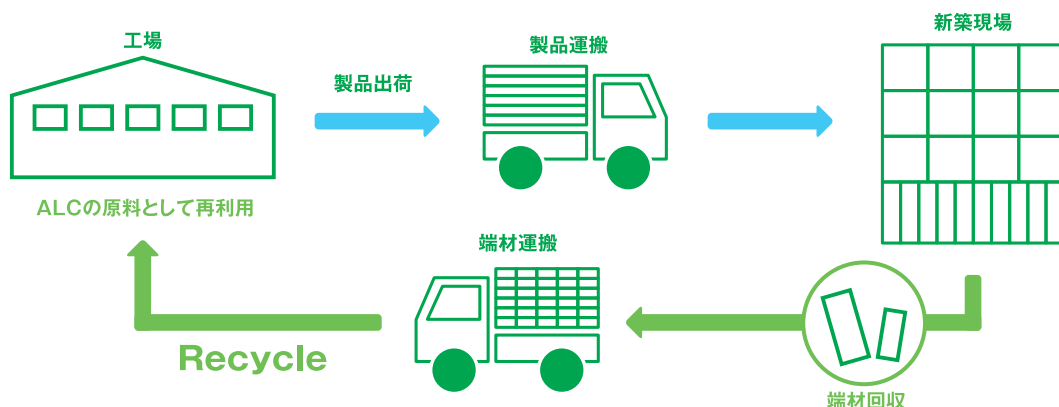 工場
製品出荷
製品運搬
新築現場
ALCの原料として再利用
端材運搬
Recycle
端材回収